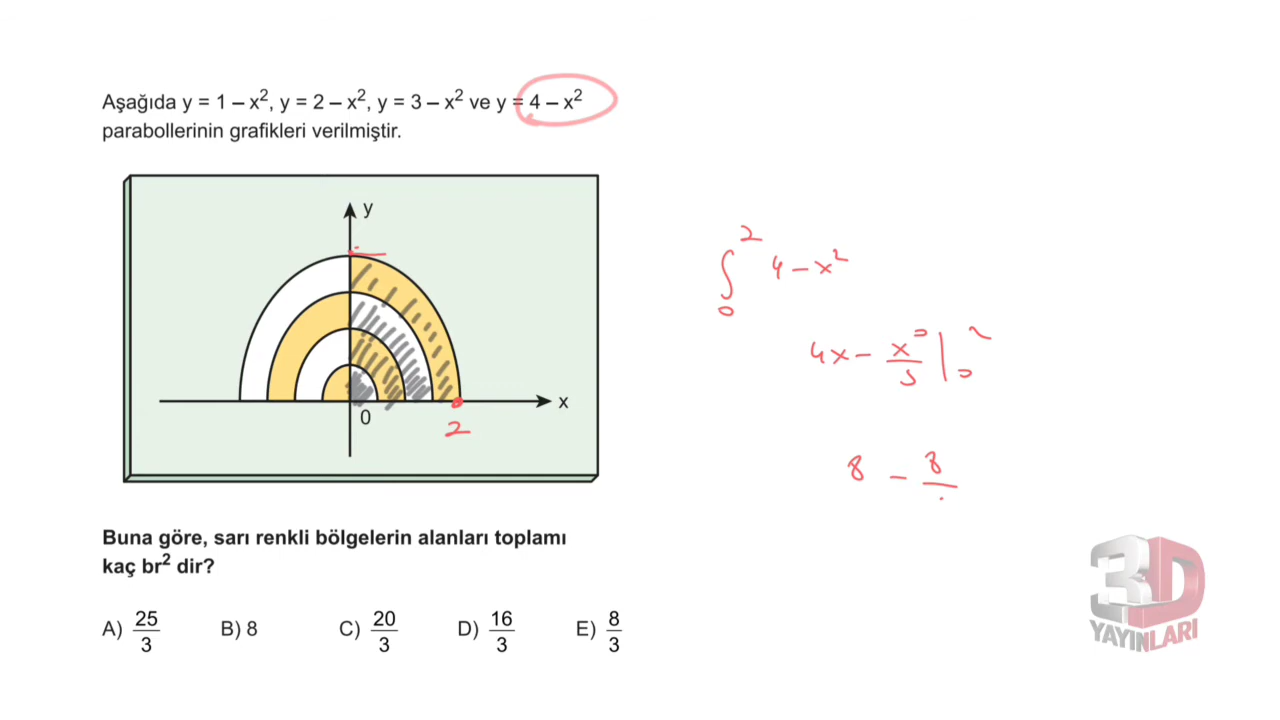 Aşağıda y = 1 – x², y = 2 – x², y = 3 – x² ve y = 4 – x²
parabollerinin grafikleri verilmiştir.
y
x
0
2
∫₀² 4 – x²
4x – x³/3 |₀²
8 – 8
Buna göre, sarı renkli bölgelerin alanları toplamı
kaç br² dir?
A) 25/3 B) 8 C) 20/3 D) 16/3 E) 8/3
3D
YAYINLARI